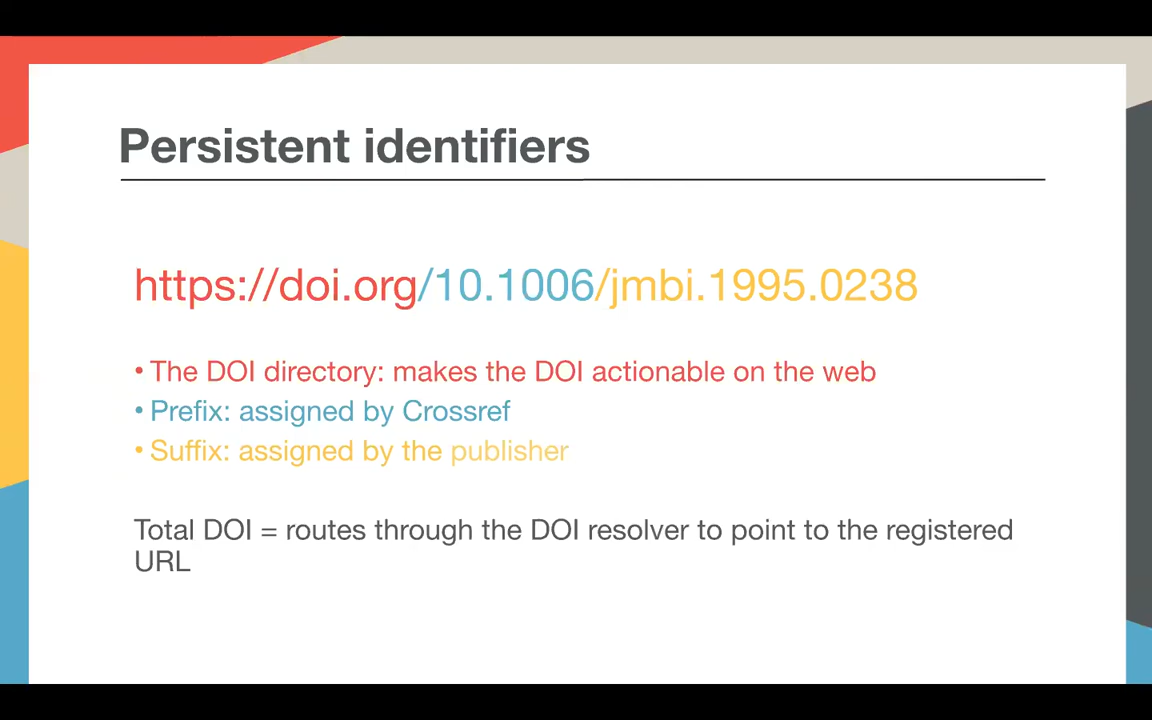 Persistent identifiers
https://doi.org/10.1006/jmbi.1995.0238
• The DOI directory: makes the DOI actionable on the web
• Prefix: assigned by Crossref
• Suffix: assigned by the publisher
Total DOI = routes through the DOI resolver to point to the registered
URL